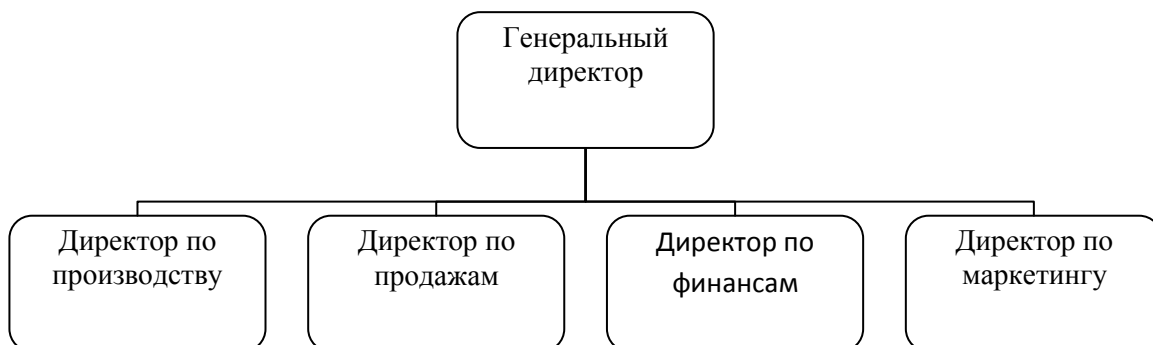 Генеральный
директор
Директор по
производству
Директор по
продажам
Директор по
финансам
Директор по
маркетингу